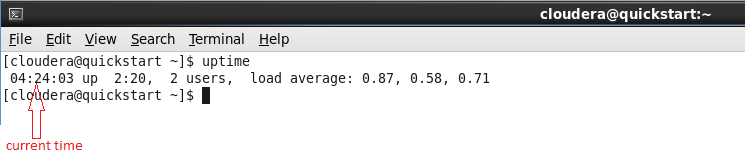 cloudera@quickstart:~
File Edit View Search Terminal Help
[cloudera@quickstart ~]$ uptime
 04:24:03 up  2:20,  2 users,  load average: 0.87, 0.58, 0.71
[cloudera@quickstart ~]$
current time